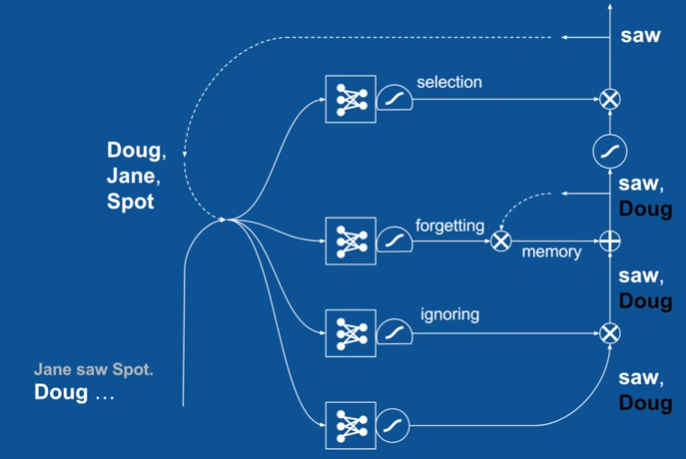 saw
selection
Doug,
Jane,
Spot
saw,
Doug
forgetting
memory
saw,
Doug
ignoring
Jane saw Spot.
Doug ...
saw,
Doug